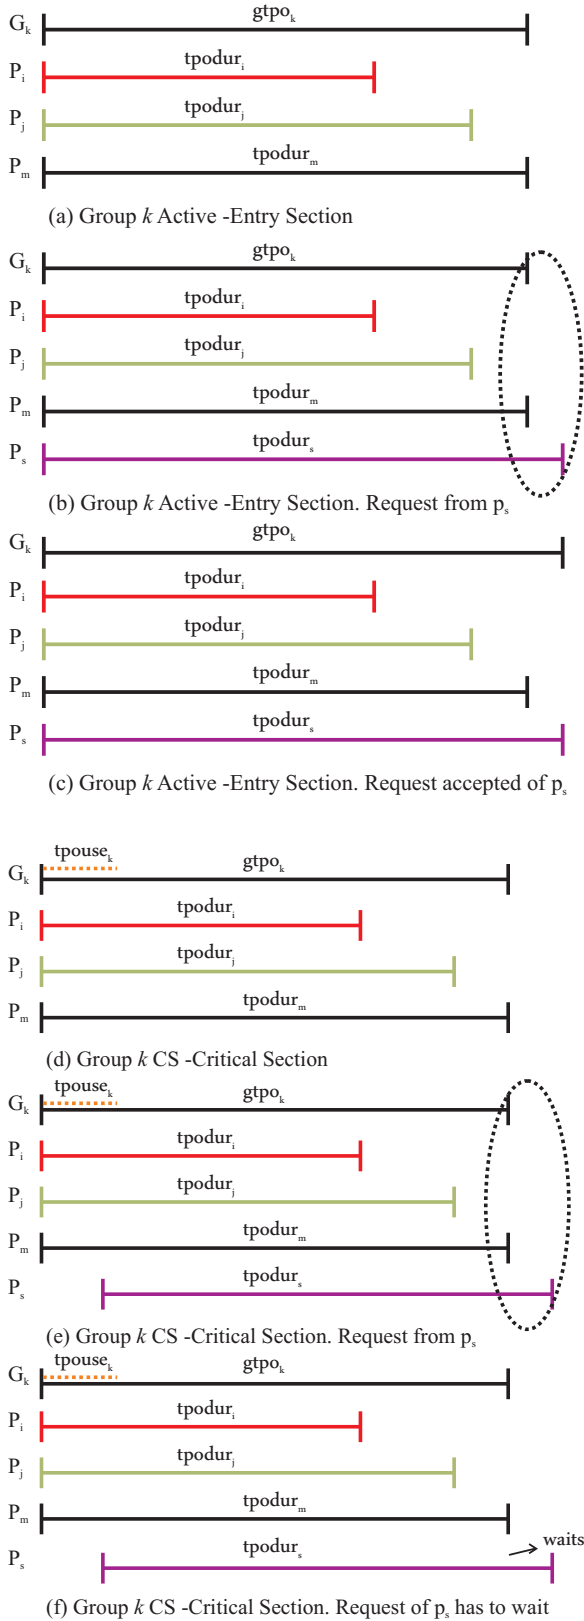 gtpoₖ
Gₖ
tpodurᵢ
Pᵢ
tpodurⱼ
Pⱼ
tpodurₘ
Pₘ
(a) Group k Active -Entry Section
gtpoₖ
Gₖ
tpodurᵢ
Pᵢ
tpodurⱼ
Pⱼ
tpodurₘ
Pₘ
tpodurₛ
Pₛ
(b) Group k Active -Entry Section. Request from pₛ
gtpoₖ
Gₖ
tpodurᵢ
Pᵢ
tpodurⱼ
Pⱼ
tpodurₘ
Pₘ
tpodurₛ
Pₛ
(c) Group k Active -Entry Section. Request accepted of pₛ
tpouseₖ gtpoₖ
Gₖ
tpodurᵢ
Pᵢ
tpodurⱼ
Pⱼ
tpodurₘ
Pₘ
(d) Group k CS -Critical Section
tpouseₖ gtpoₖ
Gₖ
tpodurᵢ
Pᵢ
tpodurⱼ
Pⱼ
tpodurₘ
Pₘ
tpodurₛ
Pₛ
(e) Group k CS -Critical Section. Request from pₛ
tpouseₖ gtpoₖ
Gₖ
tpodurᵢ
Pᵢ
tpodurⱼ
Pⱼ
tpodurₘ
Pₘ
tpodurₛ waits
Pₛ
(f) Group k CS -Critical Section. Request of pₛ has to wait